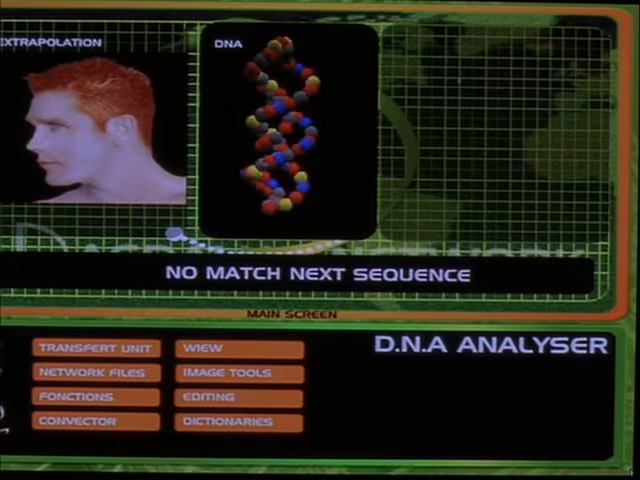 EXTRAPOLATION
DNA
NO MATCH NEXT SEQUENCE
MAIN SCREEN
D.N.A ANALYSER
TRANSFERT UNIT
WIEW
NETWORK FILES
IMAGE TOOLS
FONCTIONS
EDITING
CONVECTOR
DICTIONARIES